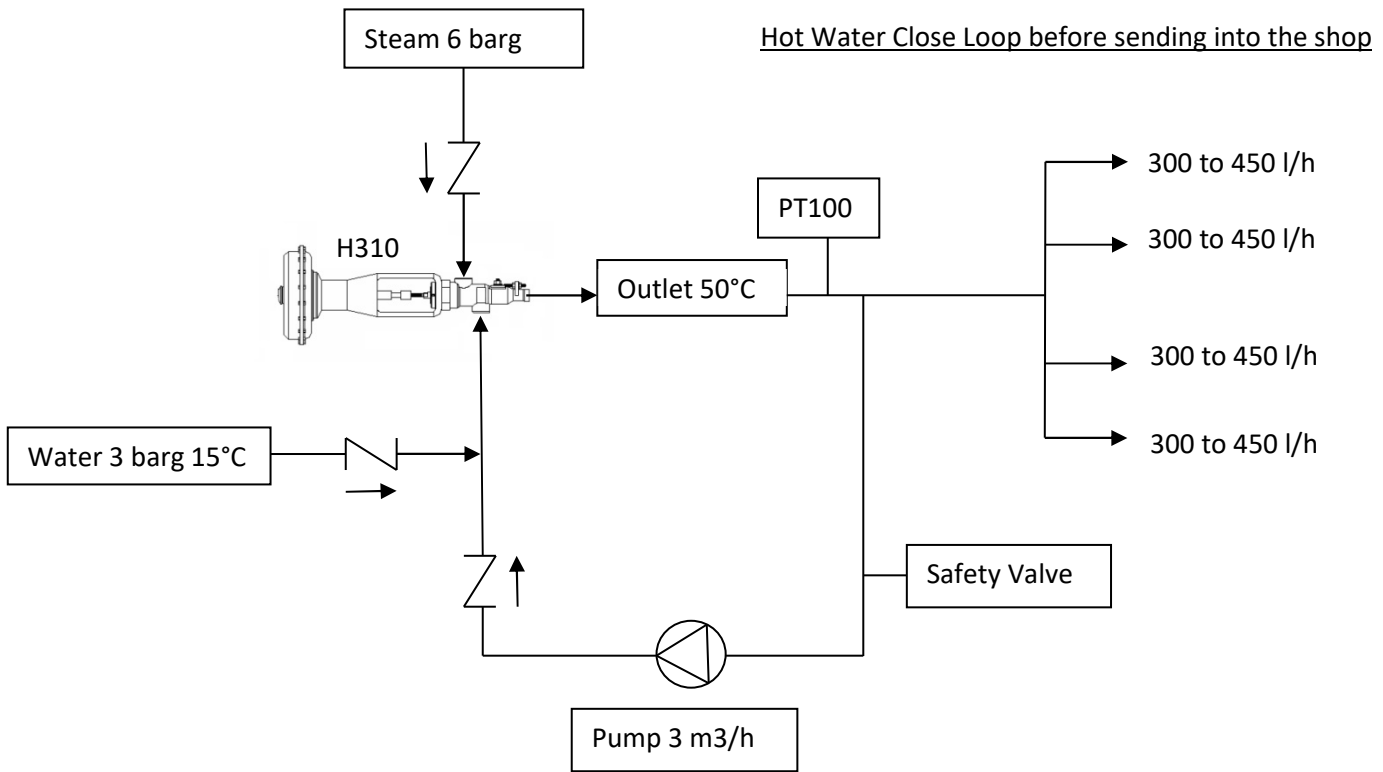 Steam 6 barg
Hot Water Close Loop before sending into the shop
300 to 450 l/h
PT100
300 to 450 l/h
H310
Outlet 50°C
300 to 450 l/h
Water 3 barg 15°C
300 to 450 l/h
Safety Valve
Pump 3 m3/h